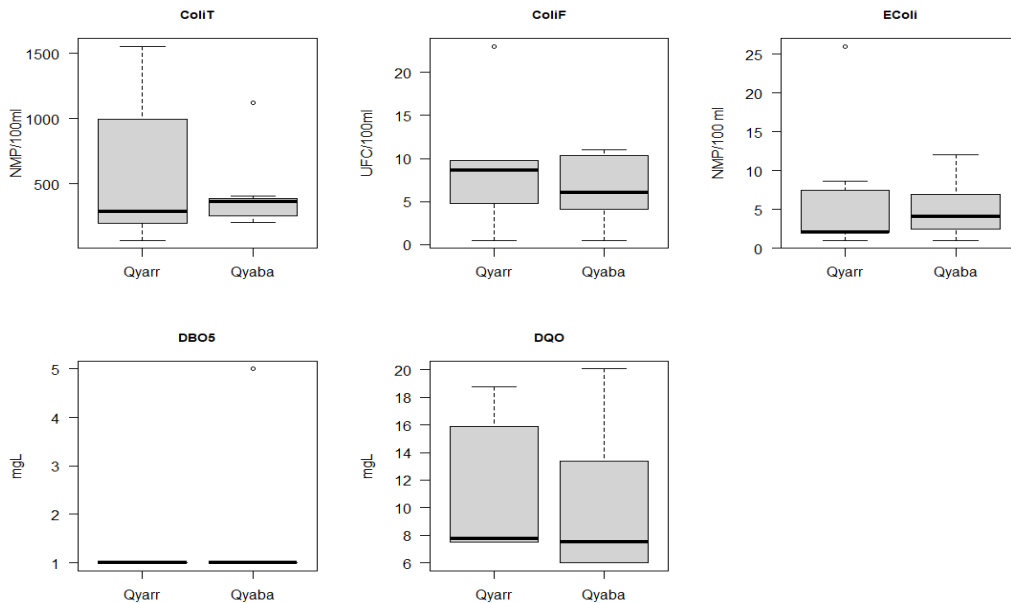 ColiT
NMP/100ml
1500
1000
500
Qyarr Qyaba
ColiF
UFC/100ml
20
15
10
5
0
Qyarr Qyaba
EColi
NMP/100 ml
25
20
15
10
5
0
Qyarr Qyaba
DBO5
mgL
5
4
3
2
1
Qyarr Qyaba
DQO
mgL
20
18
16
14
12
10
8
6
Qyarr Qyaba